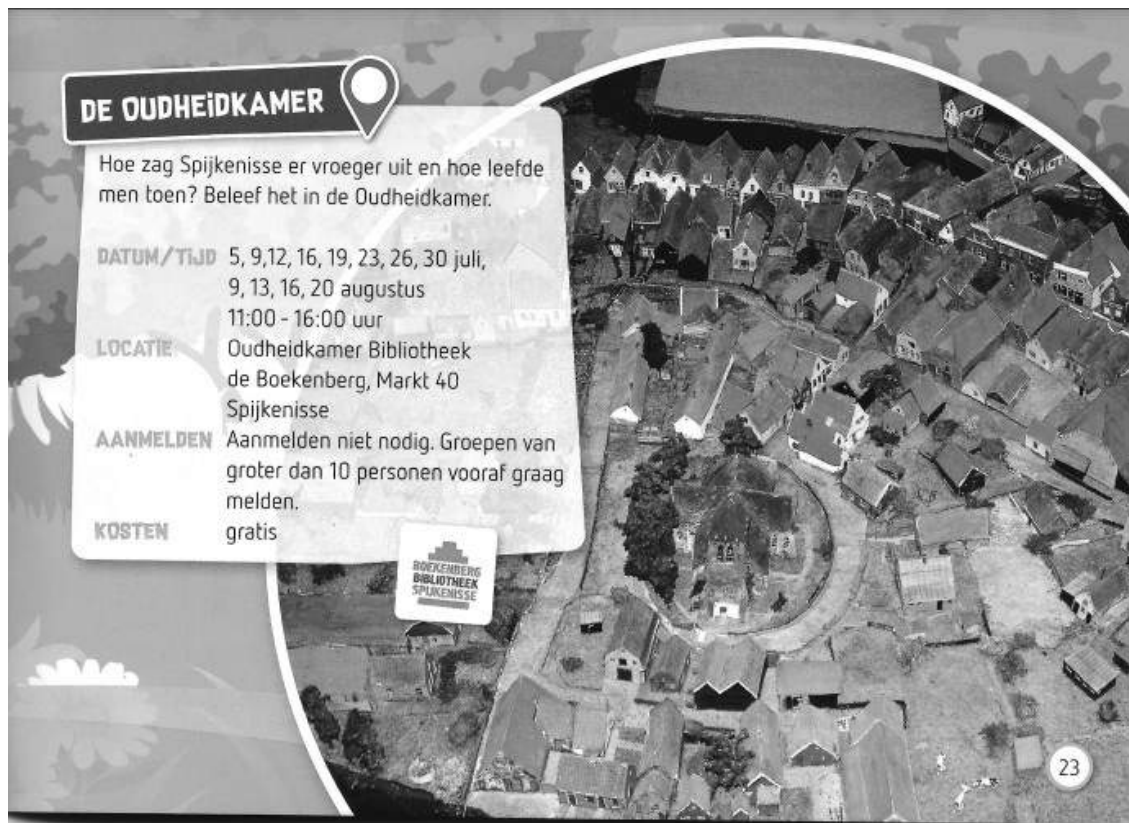 DE OUDHEIDKAMER
Hoe zag Spijkenisse er vroeger uit en hoe leefde
men toen? Beleef het in de Oudheidkamer.
DATUM/TIJD 5, 9,12, 16, 19, 23, 26, 30 juli,
9, 13, 16, 20 augustus
11:00 - 16:00 uur
LOCATIE Oudheidkamer Bibliotheek
de Boekenberg, Markt 40
Spijkenisse
AANMELDEN Aanmelden niet nodig. Groepen van
groter dan 10 personen vooraf graag
melden.
KOSTEN gratis
BOEKENBERG
BIBLIOTHEEK
SPIJKENISSE
23